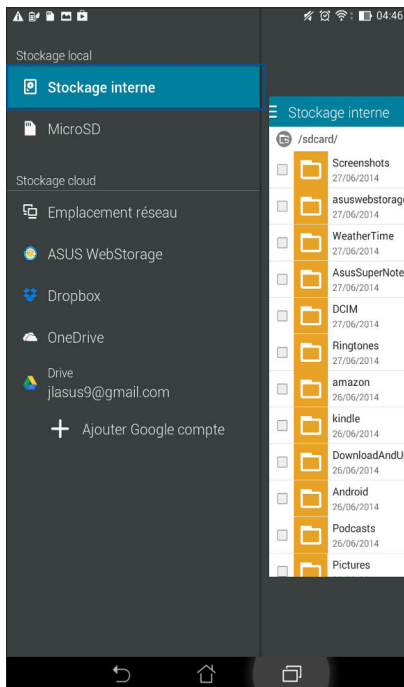 04:46
Stockage local
Stockage interne
MicroSD
Stockage cloud
Emplacement réseau
ASUS WebStorage
Dropbox
OneDrive
Drive
jlasus9@gmail.com
Ajouter Google compte
Stockage interne
/sdcard/
Screenshots
27/06/2014
asuswebstorage
27/06/2014
WeatherTime
27/06/2014
AsusSuperNote
27/06/2014
DCIM
27/06/2014
Ringtones
27/06/2014
amazon
26/06/2014
kindle
26/06/2014
DownloadAndU
26/06/2014
Android
26/06/2014
Podcasts
26/06/2014
Pictures